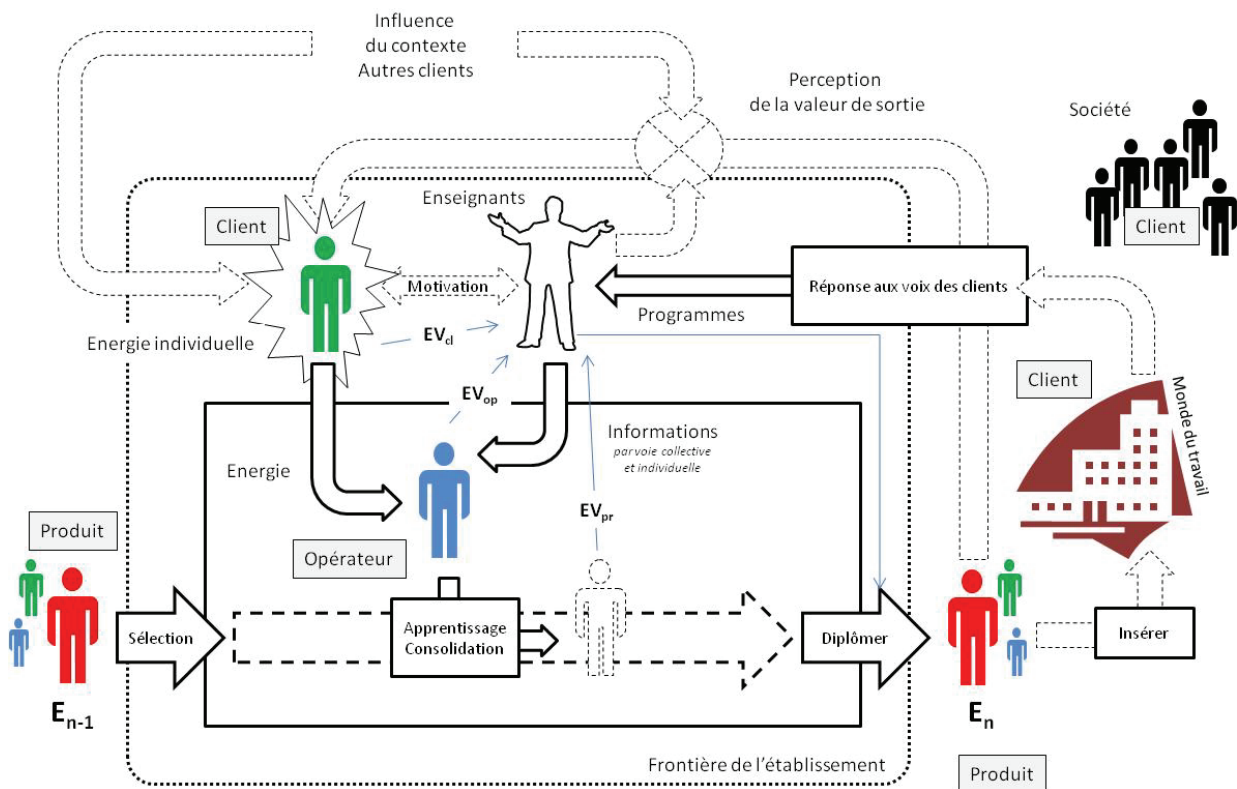 Influence
du contexte
Autres clients
Perception
de la valeur de sortie
Société
Client
Enseignants
Client
Motivation
Réponse aux voix des clients
Programmes
Energie individuelle
EVcl
EVop
Client
Monde du travail
Informations
par voie collective
et individuelle
Energie
EVpr
Produit
Opérateur
Sélection
Apprentissage
Consolidation
Diplômer
Insérer
En-1
En
Frontière de l'établissement
Produit